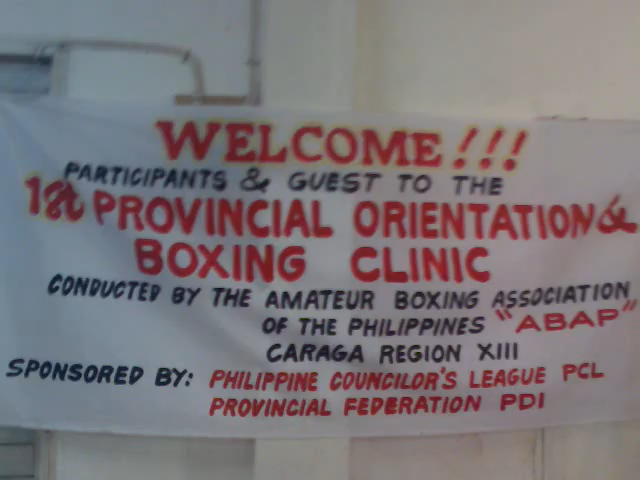 WELCOME!!!
PARTICIPANTS & GUEST TO THE
1st PROVINCIAL ORIENTATION &
BOXING CLINIC
CONDUCTED BY THE AMATEUR BOXING ASSOCIATION
OF THE PHILIPPINES "ABAP"
CARAGA REGION XIII
SPONSORED BY: PHILIPPINE COUNCILOR'S LEAGUE PCL
PROVINCIAL FEDERATION PDI